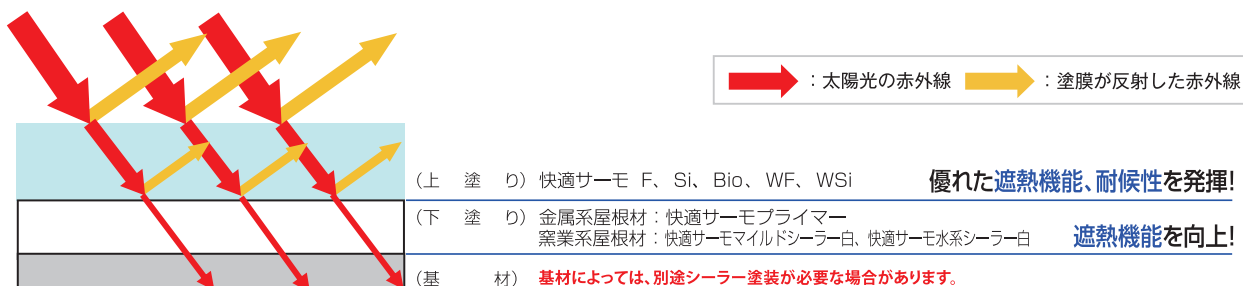 ：太陽光の赤外線　：塗膜が反射した赤外線
（上　塗　り）快適サーモ F、Si、Bio、WF、WSi　優れた遮熱機能、耐候性を発揮!
（下　塗　り）金属系屋根材：快適サーモプライマー
窯業系屋根材：快適サーモマイルドシーラー白、快適サーモ水系シーラー白　遮熱機能を向上!
（基　　材）基材によっては、別途シーラー塗装が必要な場合があります。